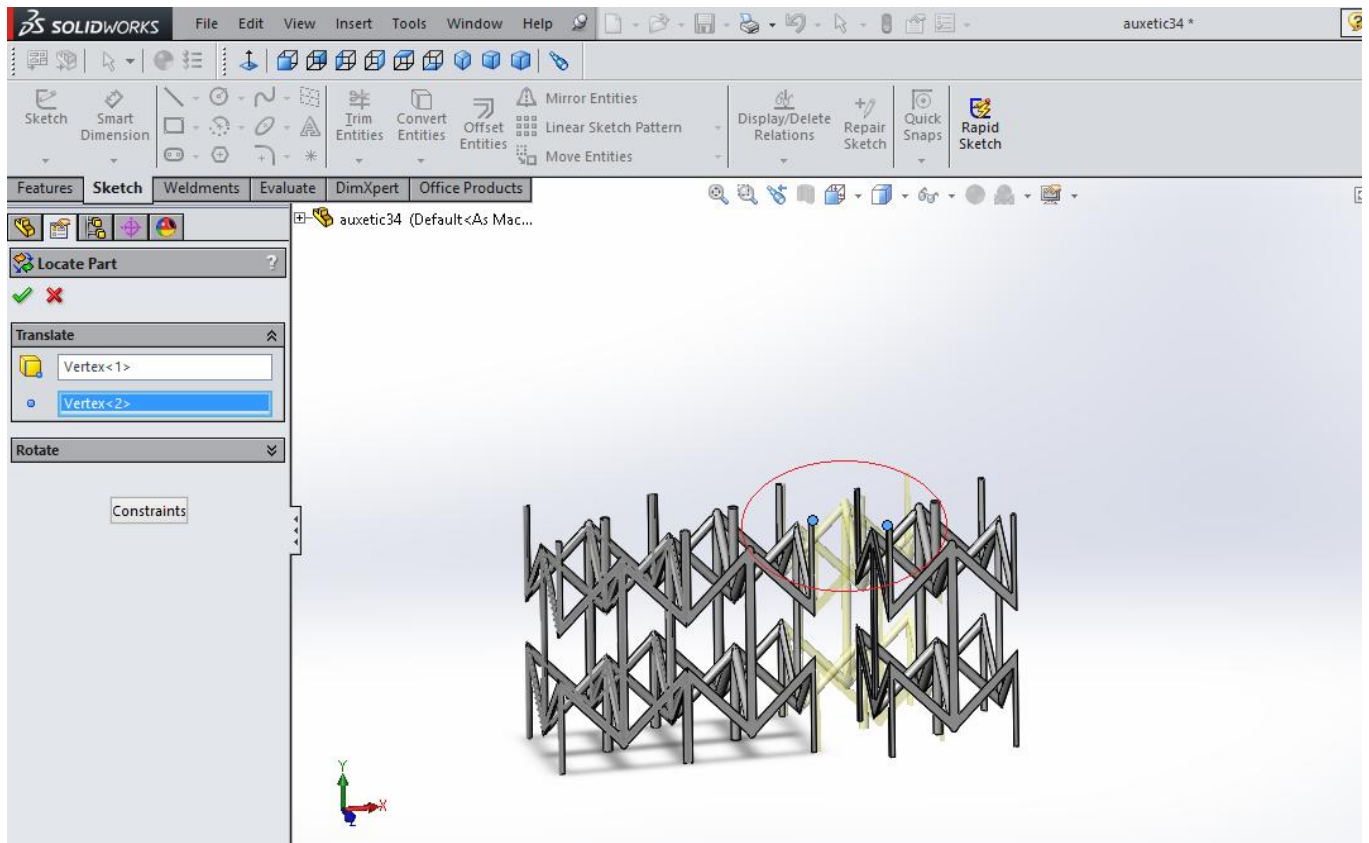 SOLIDWORKS File Edit View Insert Tools Window Help auxetic34 *
Sketch Smart Dimension Trim Entities Convert Entities Offset Entities Mirror Entities Linear Sketch Pattern Move Entities Display/Delete Relations Repair Sketch Quick Snaps Rapid Sketch
Features Sketch Weldments Evaluate DimXpert Office Products
auxetic34 (Default<As Mac...
Locate Part ?
Translate
Vertex<1>
Vertex<2>
Rotate
Constraints
Y
X
Z